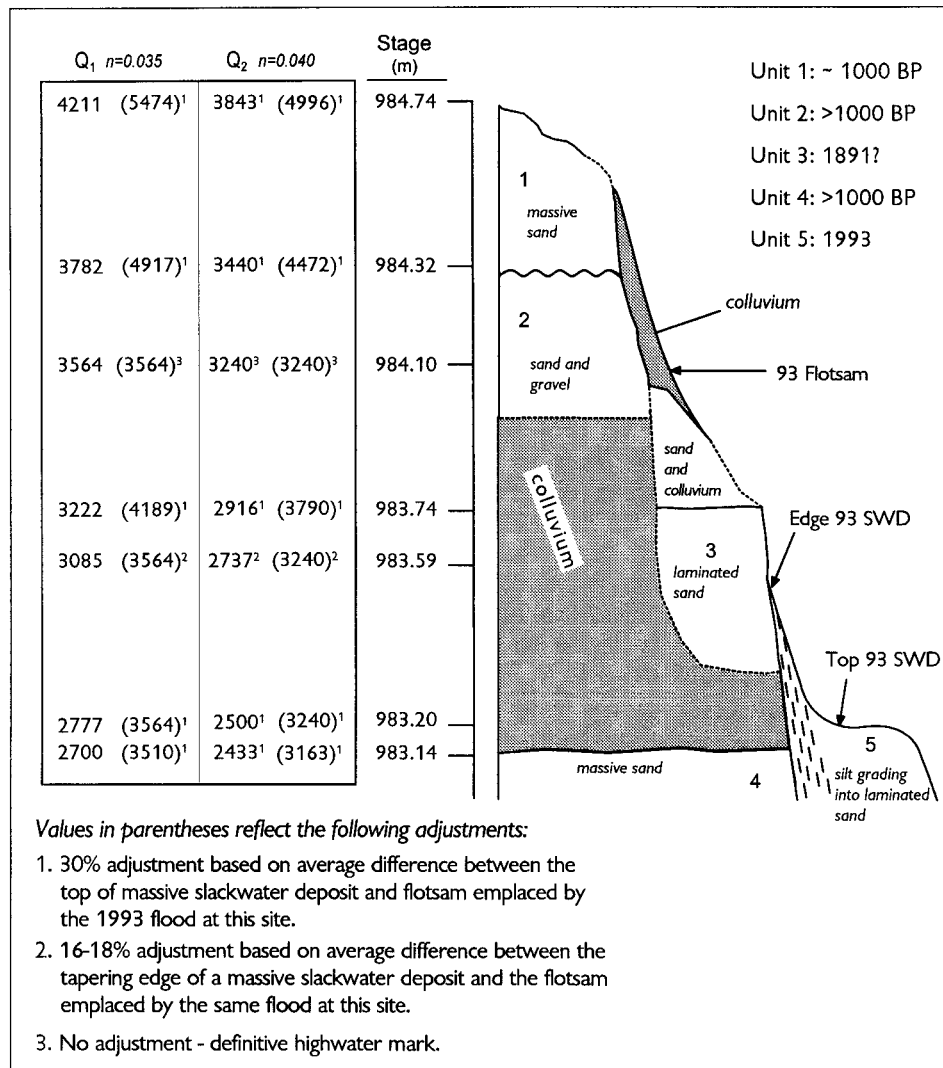 Q₁ n=0.035 Q₂ n=0.040 Stage (m)
4211 (5474)¹ 3843¹ (4996)¹ 984.74
3782 (4917)¹ 3440¹ (4472)¹ 984.32
3564 (3564)³ 3240³ (3240)³ 984.10
3222 (4189)¹ 2916¹ (3790)¹ 983.74
3085 (3564)² 2737² (3240)² 983.59
2777 (3564)¹ 2500¹ (3240)¹ 983.20
2700 (3510)¹ 2433¹ (3163)¹ 983.14
Unit 1: ~ 1000 BP
Unit 2: >1000 BP
Unit 3: 1891?
Unit 4: >1000 BP
Unit 5: 1993
1
massive
sand
2
sand and
gravel
colluvium
93 Flotsam
colluvium
sand
and
colluvium
Edge 93 SWD
3
laminated
sand
Top 93 SWD
massive sand
4
5
silt grading
into laminated
sand
Values in parentheses reflect the following adjustments:
1. 30% adjustment based on average difference between the
top of massive slackwater deposit and flotsam emplaced by
the 1993 flood at this site.
2. 16-18% adjustment based on average difference between the
tapering edge of a massive slackwater deposit and the flotsam
emplaced by the same flood at this site.
3. No adjustment - definitive highwater mark.